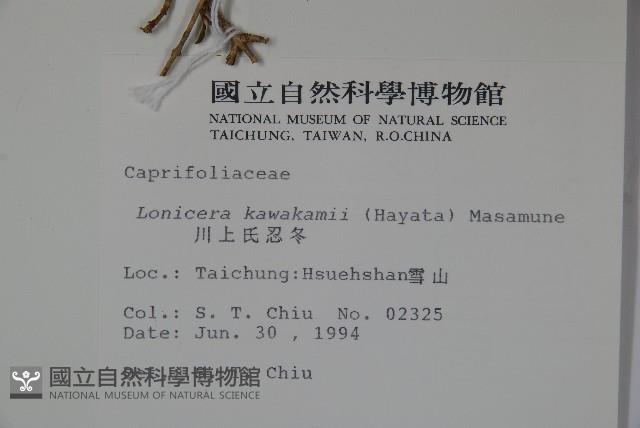 國立自然科學博物館
NATIONAL MUSEUM OF NATURAL SCIENCE
TAICHUNG, TAIWAN, R.O.CHINA
Caprifoliaceae
Lonicera kawakamii (Hayata) Masamune
川上氏忍冬
Loc.: Taichung:Hsuehshan雪山
Col.: S. T. Chiu No. 02325
Date: Jun. 30 , 1994
Chiu
國立自然科學博物館
NATIONAL MUSEUM OF NATURAL SCIENCE